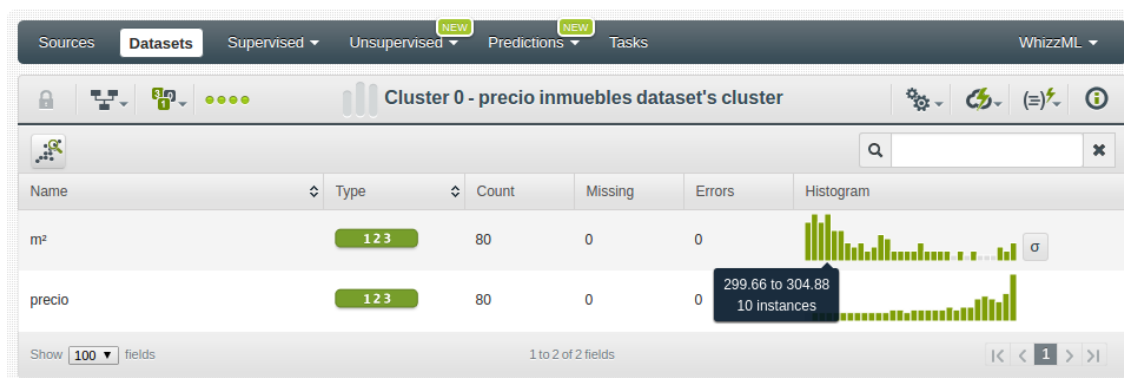 NEW NEW
Sources Datasets Supervised Unsupervised Predictions Tasks WhizzML
Cluster 0 - precio inmuebles dataset's cluster
Name Type Count Missing Errors Histogram
m² 123 80 0 0 σ
299.66 to 304.88
10 instances
precio 123 80 0 0
Show 100 fields 1 to 2 of 2 fields 1